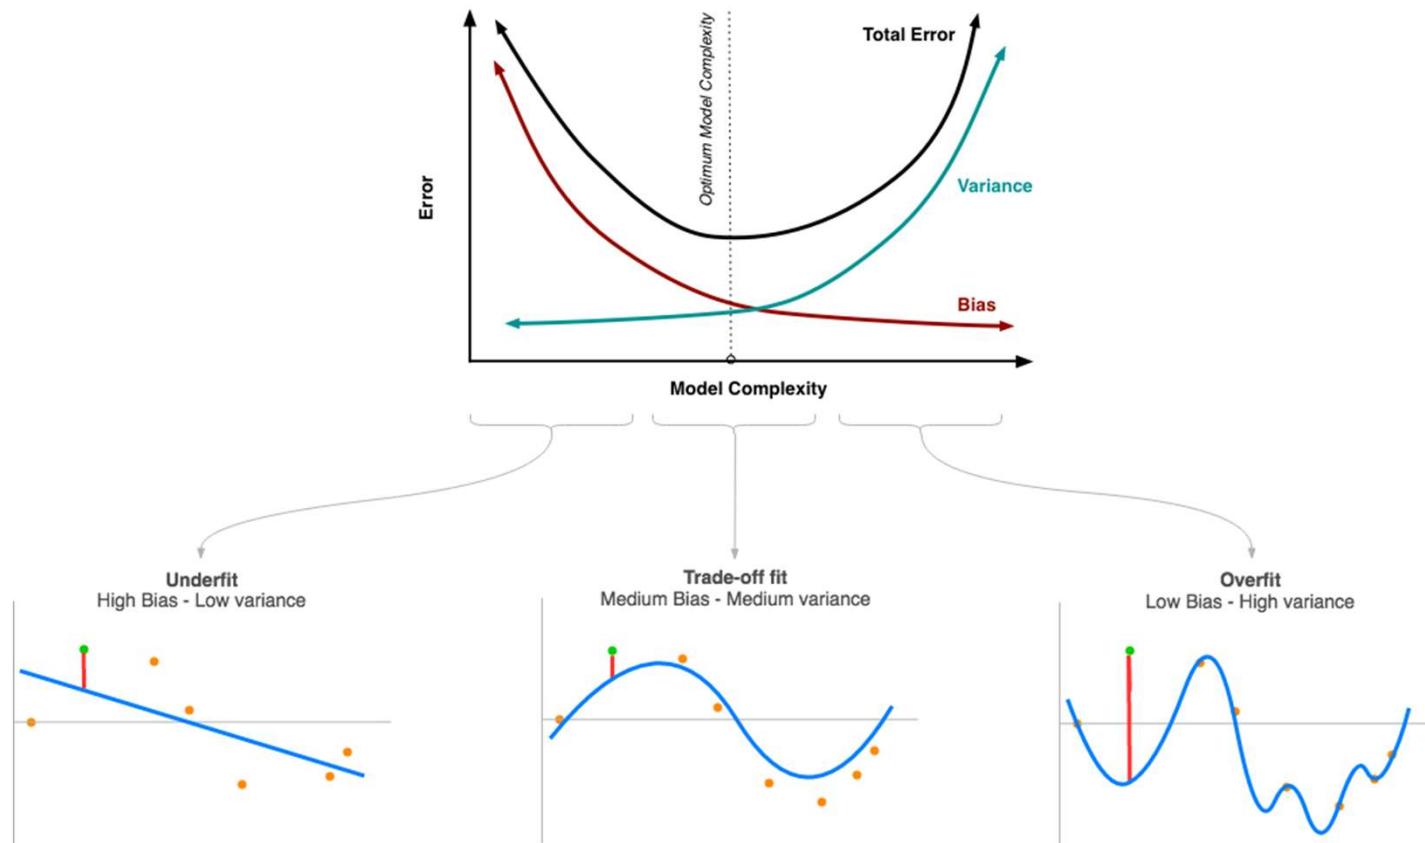 Total Error
Optimum Model Complexity
Variance
Error
Bias
Model Complexity
Underfit
High Bias - Low variance
Trade-off fit
Medium Bias - Medium variance
Overfit
Low Bias - High variance